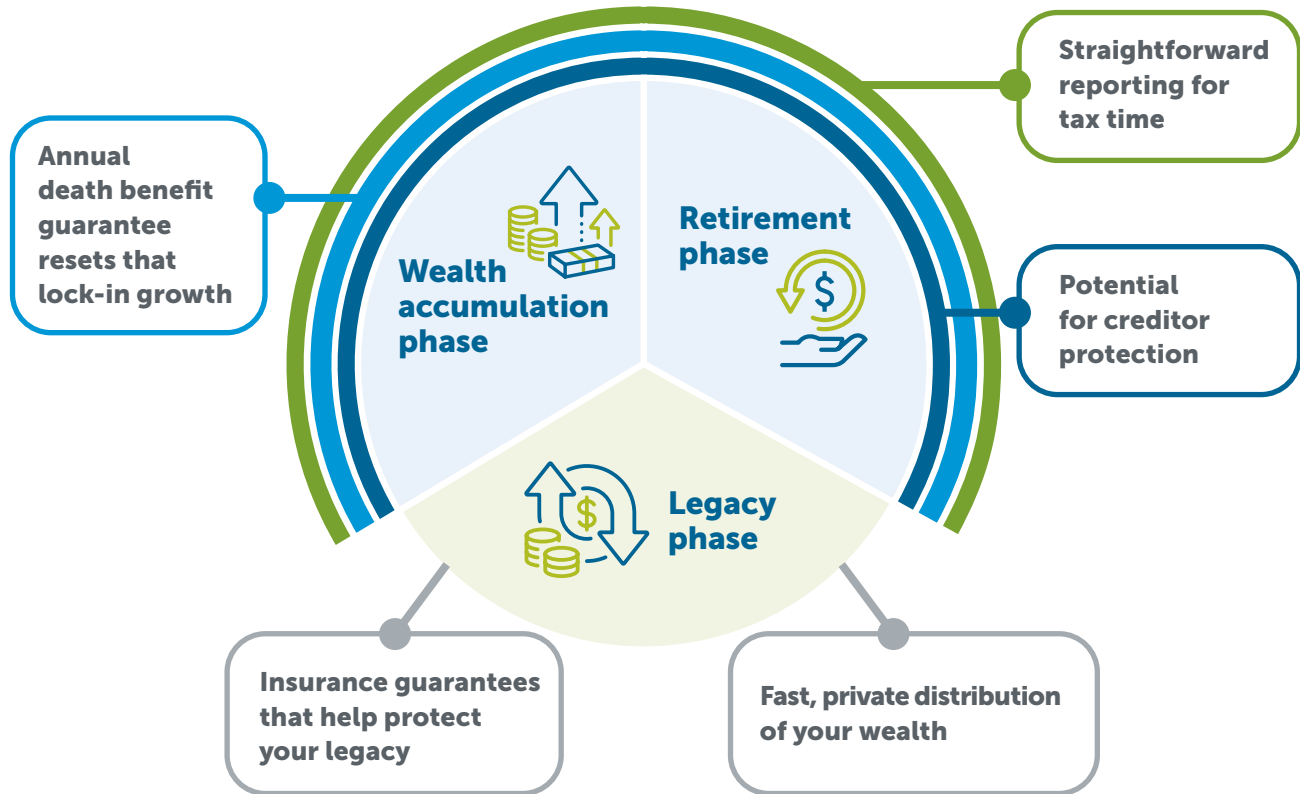 Straightforward
reporting for
tax time
Annual
death benefit
guarantee
resets that
lock-in growth
Wealth
accumulation
phase
$
Retirement
phase
$
Potential
for creditor
protection
$
Legacy
phase
Insurance guarantees
that help protect
your legacy
Fast, private distribution
of your wealth